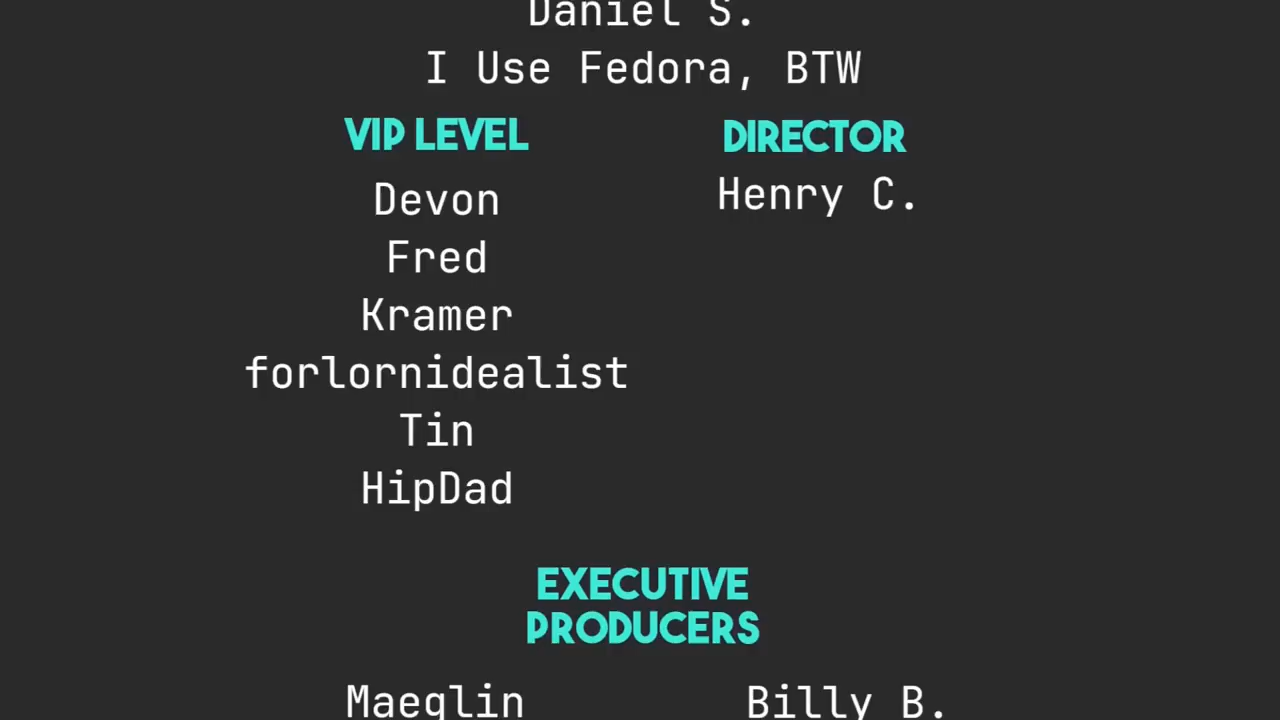 Daniel S.
I Use Fedora, BTW
VIP LEVEL
Devon
Fred
Kramer
forlornidealist
Tin
HipDad
DIRECTOR
Henry C.
EXECUTIVE
PRODUCERS
Maeglin
Billy B.